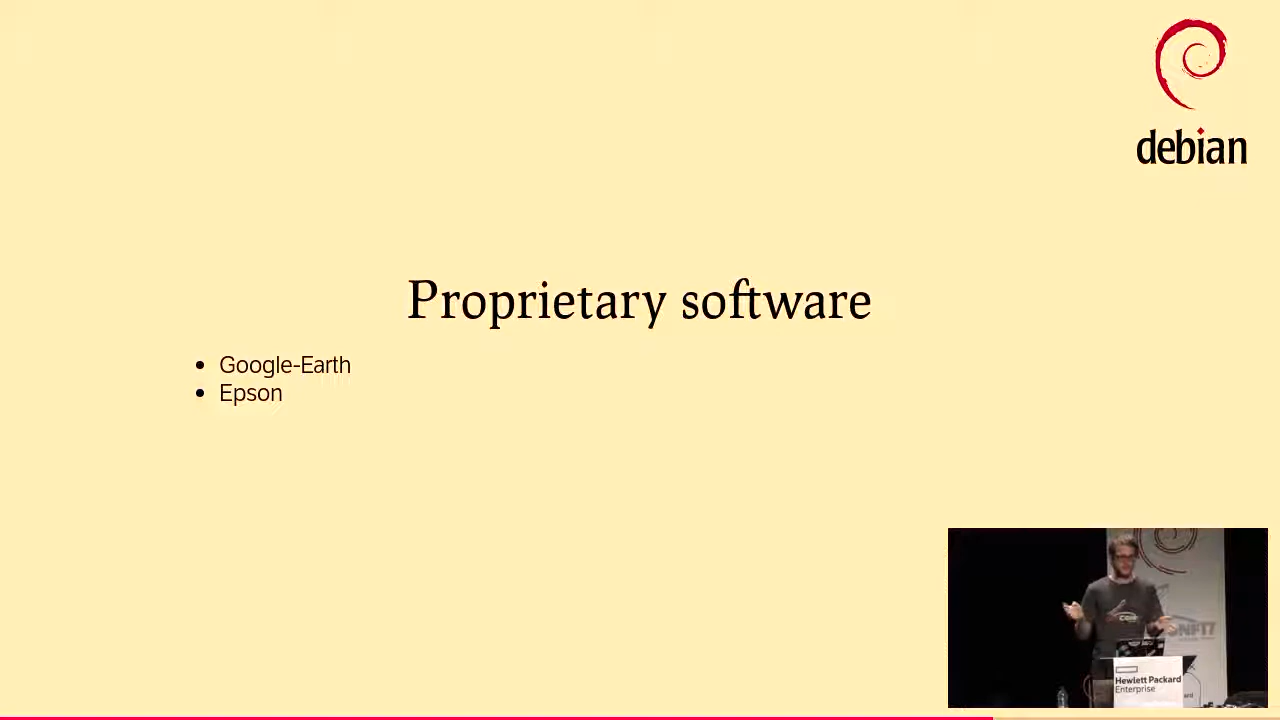 debian
Proprietary software
Google-Earth
Epson
Hewlett Packard
Enterprise